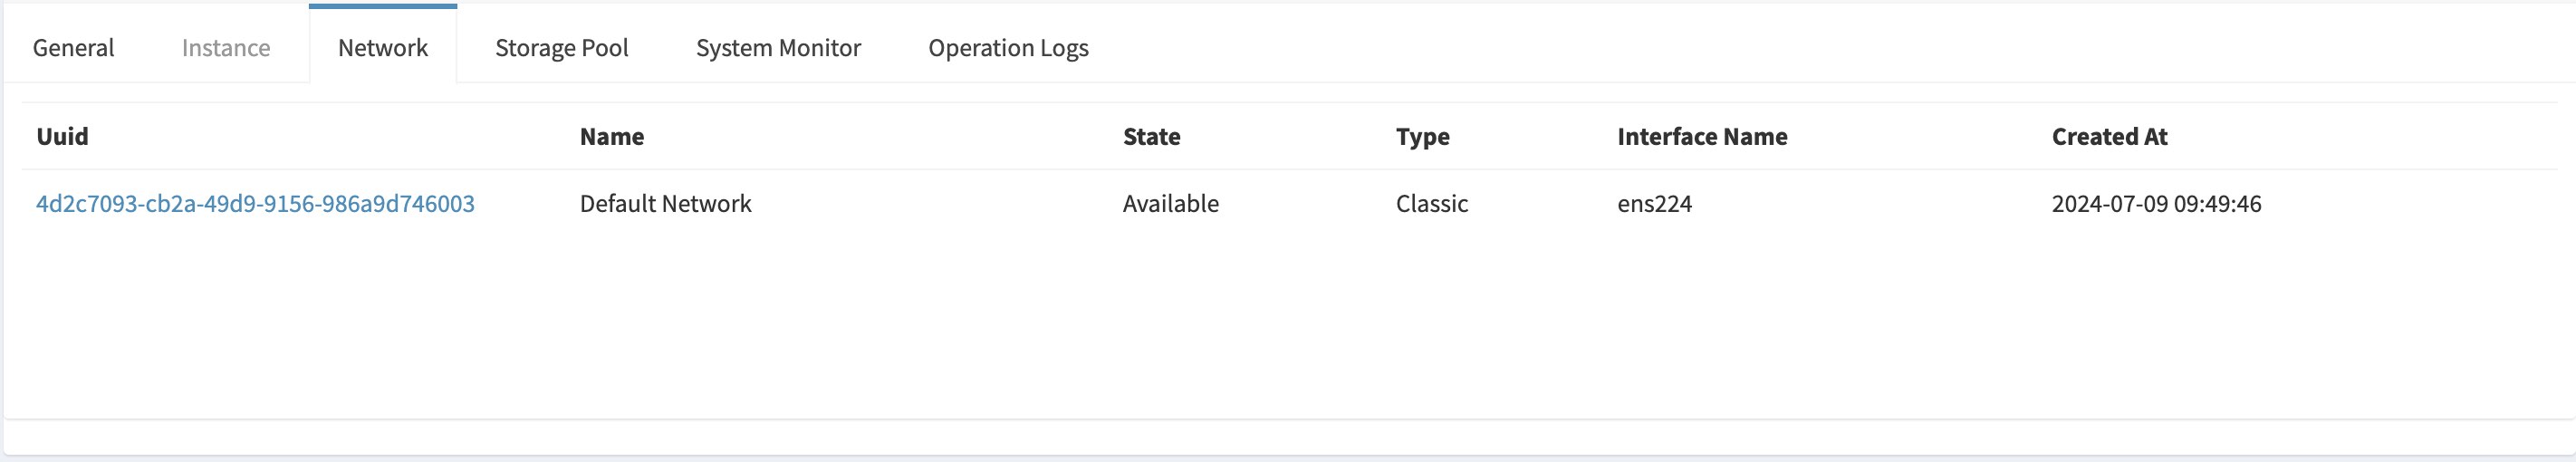 General Instance Network Storage Pool System Monitor Operation Logs
Uuid Name State Type Interface Name Created At
4d2c7093-cb2a-49d9-9156-986a9d746003 Default Network Available Classic ens224 2024-07-09 09:49:46